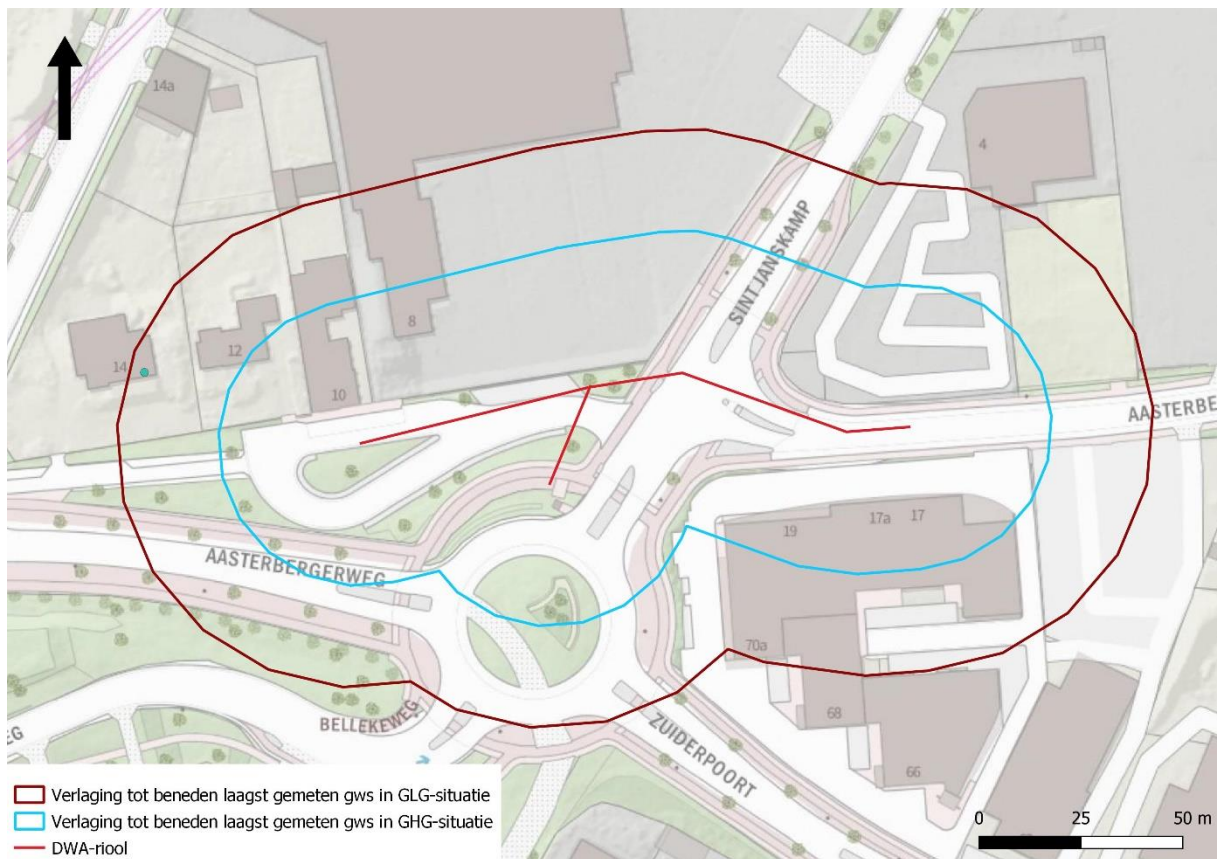 14a
4
SINT JANSKAMP
8
14
12
10
AASTERB
19
17a
17
AASTERBERGERWEG
70a
BELLEKEWEG
EG
ZUIDERPOORT
68
66
Verlaging tot beneden laagst gemeten gws in GLG-situatie
Verlaging tot beneden laagst gemeten gws in GHG-situatie
DWA-riool
0 25 50 m